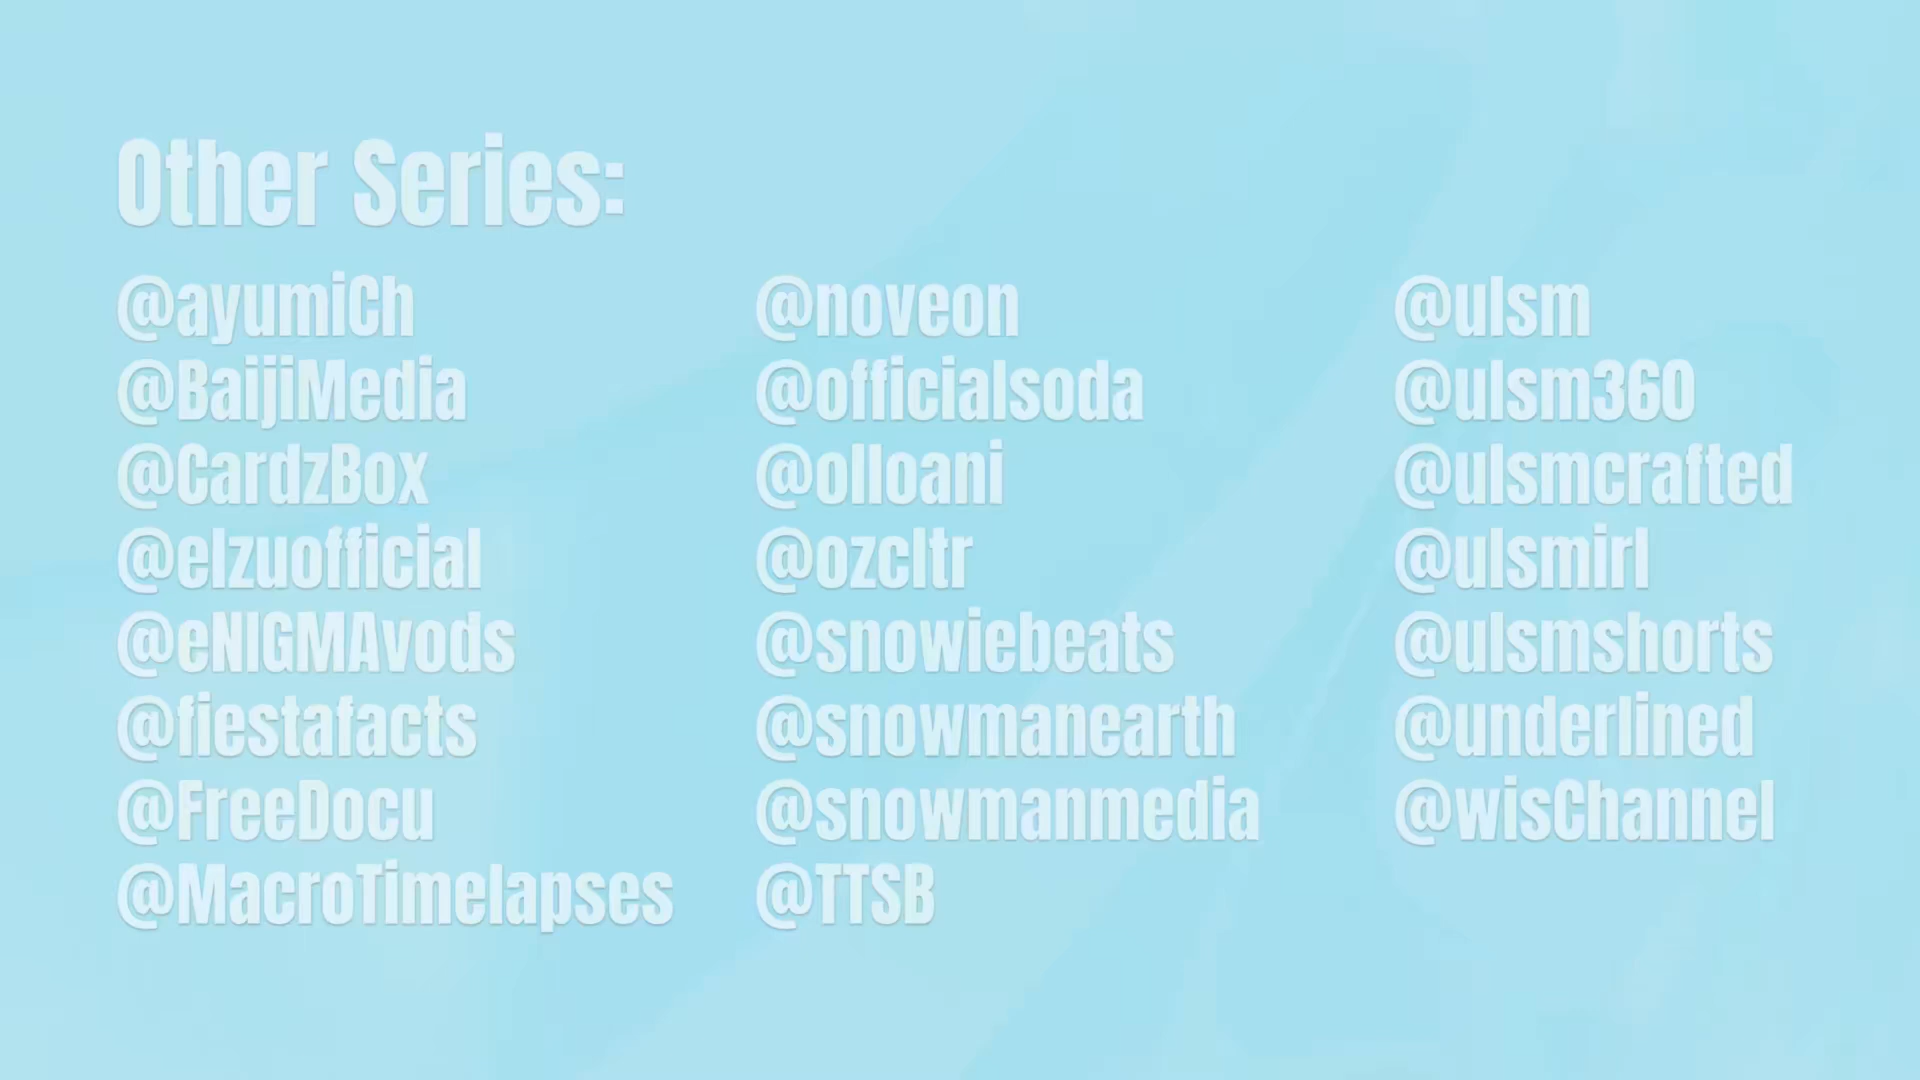 Other Series:
@ayumiCh
@BaijiMedia
@CardzBox
@elzuofficial
@eNIGMAvods
@fiestafacts
@FreeDocu
@MacroTimelapses
@noveon
@officialsoda
@olloani
@ozcltr
@snowiebeats
@snowmanearth
@snowmanmedia
@TTSB
@ulsm
@ulsm360
@ulsmcrafted
@ulsmirl
@ulsmshorts
@underlined
@wisChannel